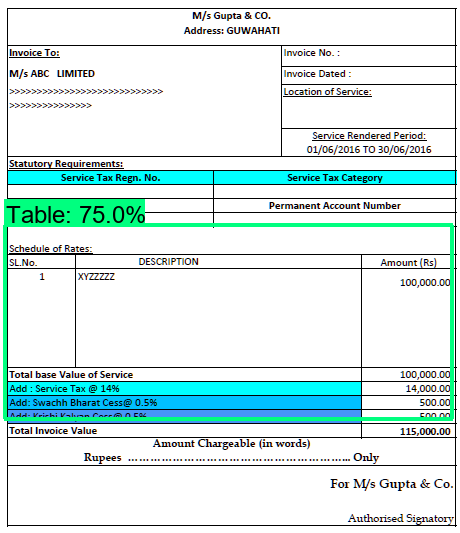 M/s Gupta & CO.
Address: GUWAHATI
Invoice To:
Invoice No. :
M/s ABC LIMITED
Invoice Dated :
>>>>>>>>>>>>>>>>>>>>>>>>>>>>
Location of Service:
>>>>>>>>>>>>>>>
Service Rendered Period:
01/06/2016 TO 30/06/2016
Statutory Requirements:
Service Tax Regn. No. Service Tax Category
Table: 75.0%
Permanent Account Number
Schedule of Rates:
SL.No. DESCRIPTION Amount (Rs)
1 XYZZZZZ 100,000.00
Total base Value of Service 100,000.00
Add : Service Tax @ 14% 14,000.00
Add: Swachh Bharat Cess@ 0.5% 500.00
Add: Krishi Kalyan Cess@ 0.5% 500.00
Total Invoice Value 115,000.00
Amount Chargeable (in words)
Rupees ……………………………………………….. Only
For M/s Gupta & Co.
Authorised Signatory